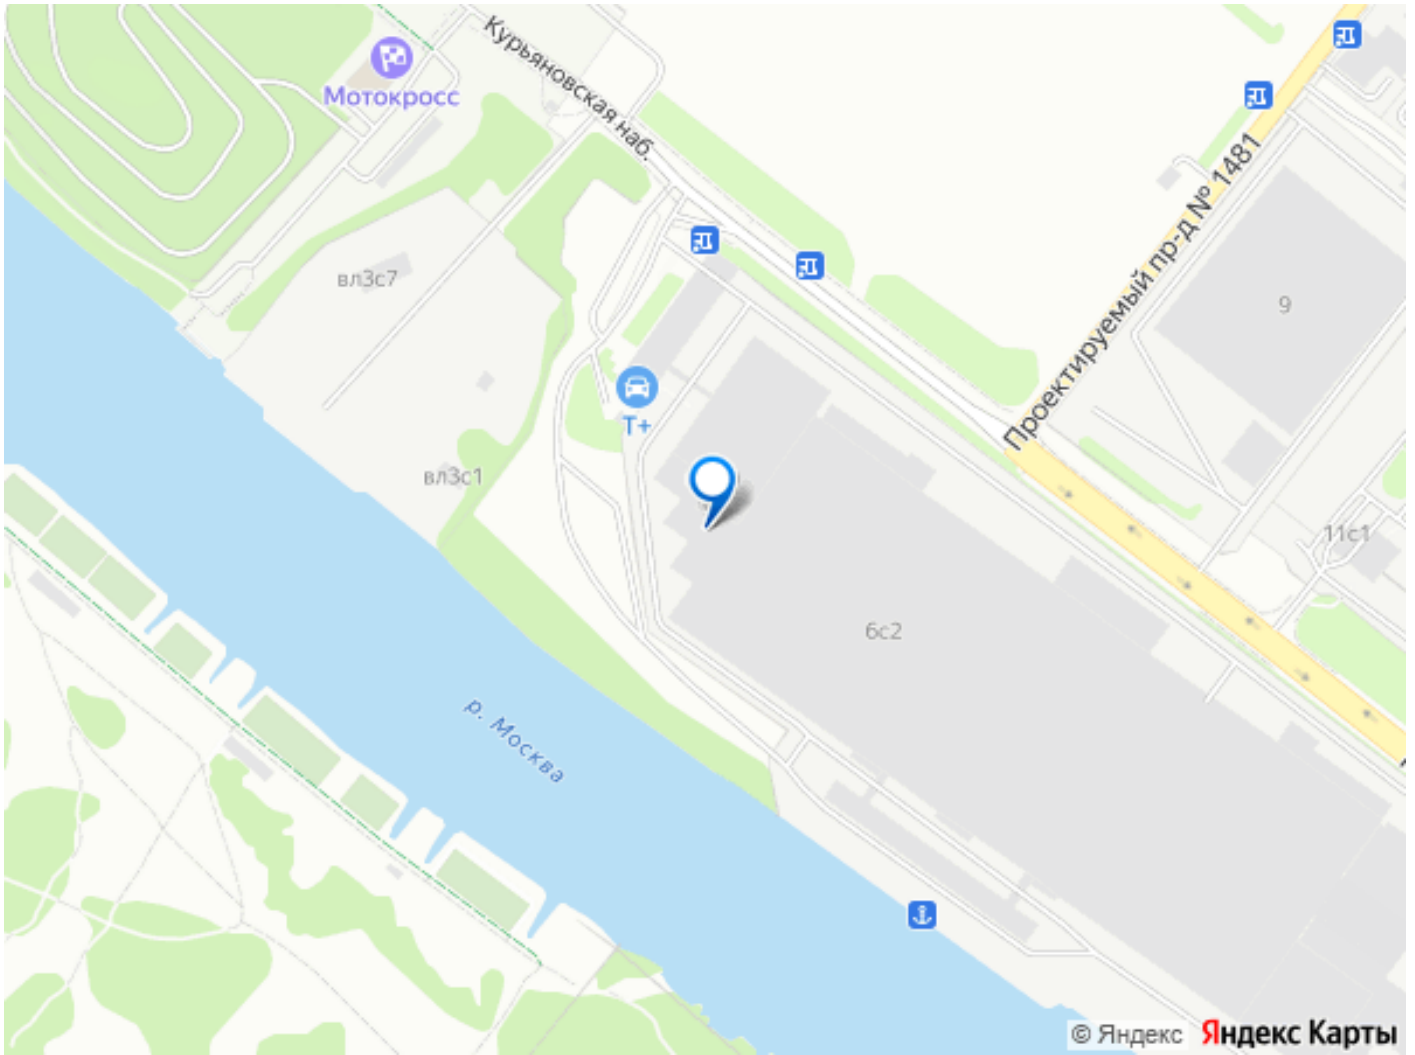 Курьяновская наб.
Мотокросс
Проектируемый пр-д № 1481
вл3с7
9
Т+
вл3с1
11с1
6с2
р. Москва
© Яндекс Яндекс Карты